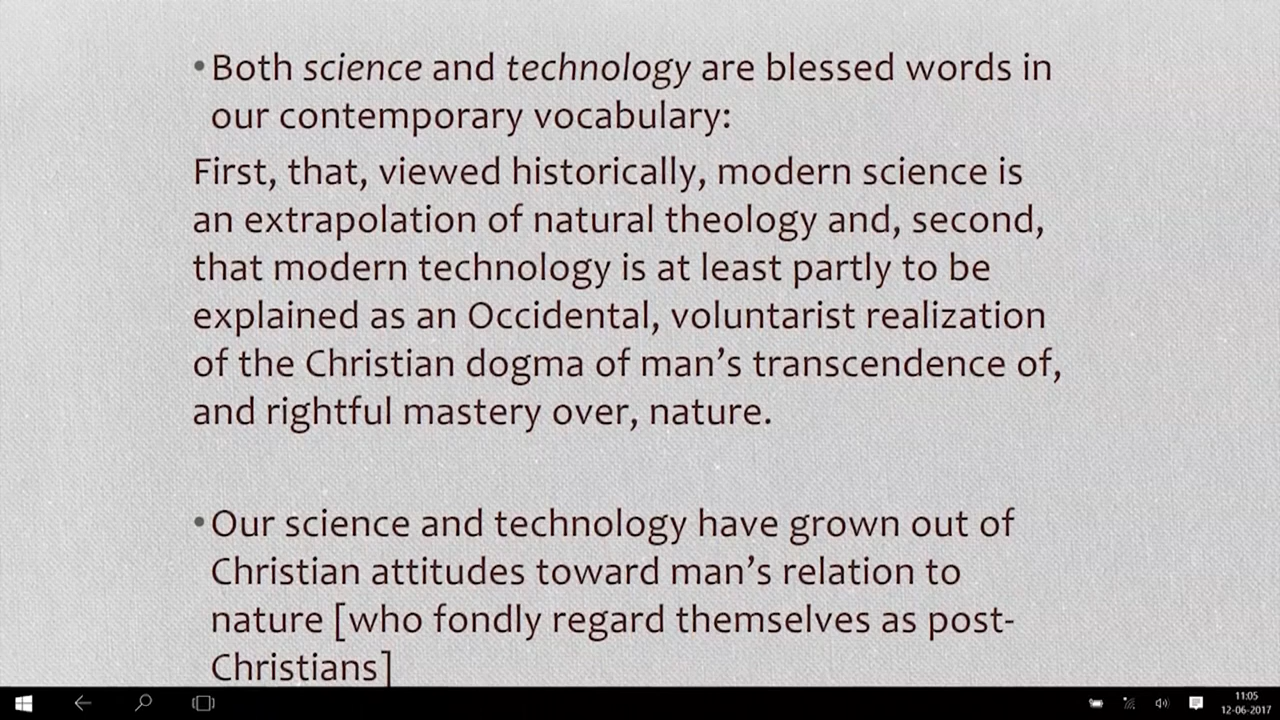 •Both science and technology are blessed words in
our contemporary vocabulary:
First, that, viewed historically, modern science is
an extrapolation of natural theology and, second,
that modern technology is at least partly to be
explained as an Occidental, voluntarist realization
of the Christian dogma of man’s transcendence of,
and rightful mastery over, nature.
•Our science and technology have grown out of
Christian attitudes toward man’s relation to
nature [who fondly regard themselves as post-
Christians]
11:05
12-06-2017